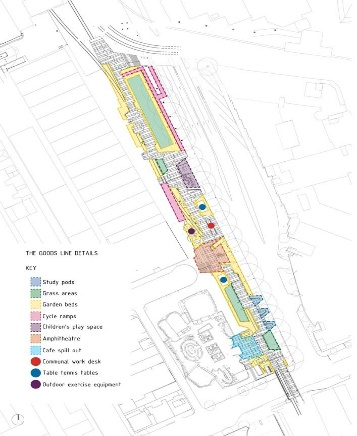 THE GOODS LINE DETAILS
KEY
Study pods
Grass areas
Garden beds
Cycle ramps
Children's play space
Amphitheatre
Cafe spill out
Communal work desk
Table tennis tables
Outdoor exercise equipment